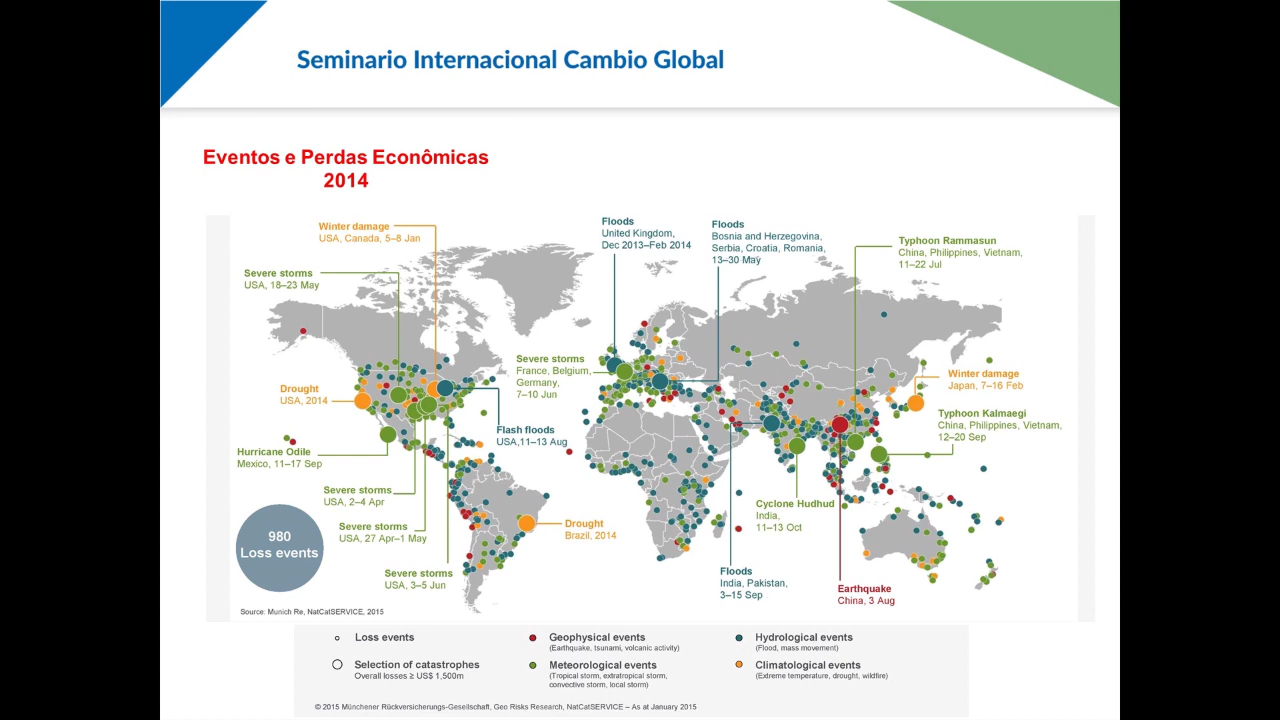 Seminario Internacional Cambio Global
Eventos e Perdas Econômicas
2014
Winter damage
USA, Canada, 5–8 Jan
Floods
United Kingdom,
Dec 2013–Feb 2014
Floods
Bosnia and Herzegovina,
Serbia, Croatia, Romania,
13–30 May
Typhoon Rammasun
China, Philippines, Vietnam,
11–22 Jul
Severe storms
USA, 18–23 May
Severe storms
France, Belgium,
Germany,
7–10 Jun
Winter damage
Japan, 7–16 Feb
Drought
USA, 2014
Typhoon Kalmaegi
China, Philippines, Vietnam,
12–20 Sep
Flash floods
USA,11–13 Aug
Hurricane Odile
Mexico, 11–17 Sep
Severe storms
USA, 2–4 Apr
Cyclone Hudhud
India,
11–13 Oct
Severe storms
USA, 27 Apr–1 May
Drought
Brazil, 2014
980
Loss events
Severe storms
USA, 3–5 Jun
Floods
India, Pakistan,
3–15 Sep
Earthquake
China, 3 Aug
Source: Munich Re, NatCatSERVICE, 2015
Loss events
Selection of catastrophes
Overall losses ≥ US$ 1,500m
Geophysical events
(Earthquake, tsunami, volcanic activity)
Meteorological events
(Tropical storm, extratropical storm,
convective storm, local storm)
Hydrological events
(Flood, mass movement)
Climatological events
(Extreme temperature, drought, wildfire)
© 2015 Münchener Rückversicherungs-Gesellschaft, Geo Risks Research, NatCatSERVICE – As at January 2015